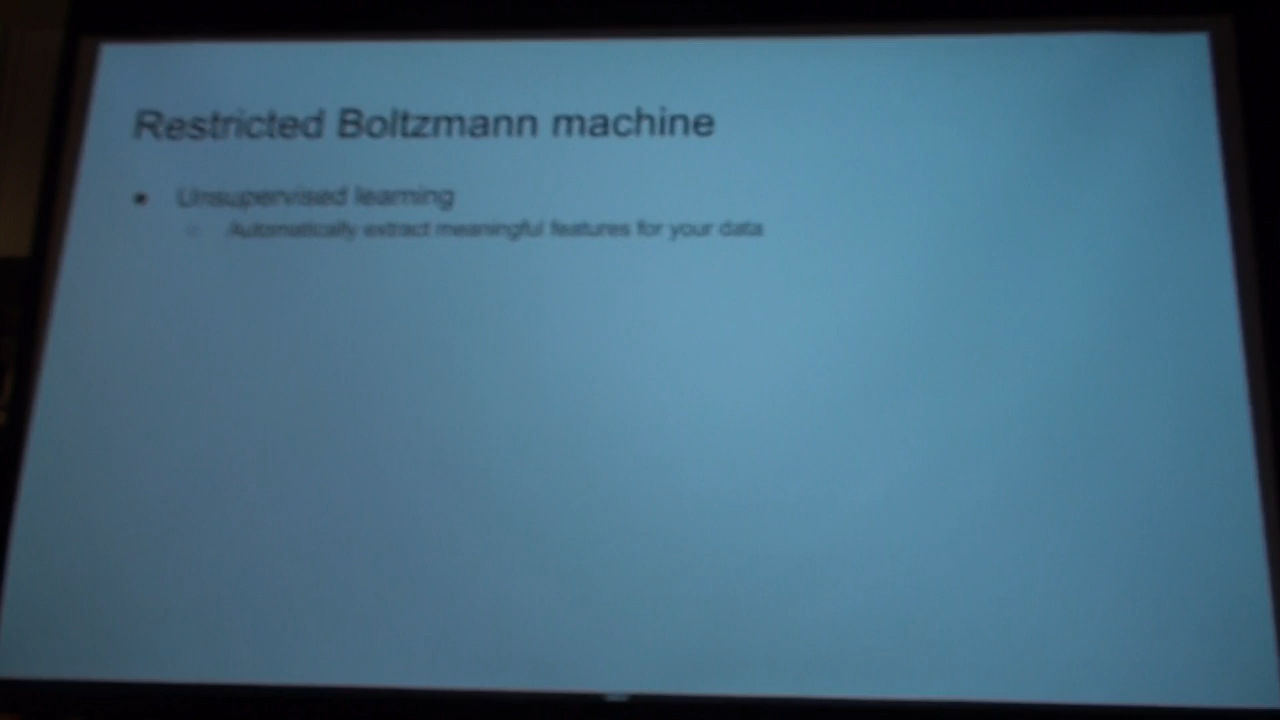 Restricted Boltzmann machine
Unsupervised learning
Automatically extract meaningful features for your data